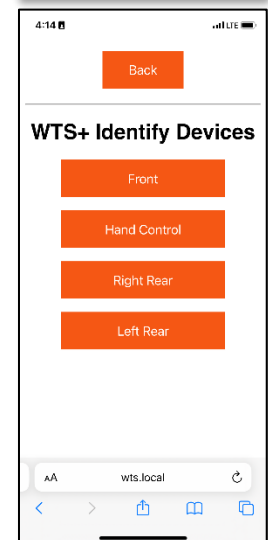 4:14
LTE
Back
WTS+ Identify Devices
Front
Hand Control
Right Rear
Left Rear
AA wts.local